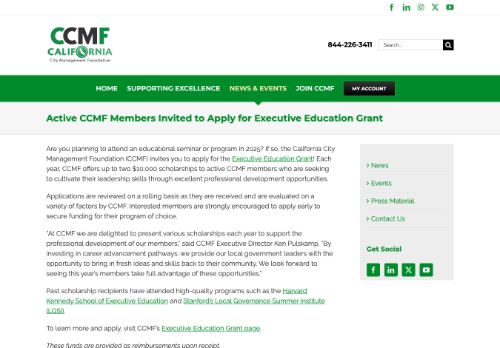 CCMF
CALIFORNIA
City Management Foundation
844-226-3411
Search...
HOME SUPPORTING EXCELLENCE NEWS & EVENTS JOIN CCMF MY ACCOUNT
Active CCMF Members Invited to Apply for Executive Education Grant
Are you planning to attend an educational seminar or program in 2025? If so, the California City
Management Foundation (CCMF) invites you to apply for the Executive Education Grant! Each
year, CCMF offers up to two $10,000 scholarships to active CCMF members who are seeking
to cultivate their leadership skills through excellent professional development opportunities.
Applications are reviewed on a rolling basis as they are received and are evaluated on a
variety of factors by CCMF. Interested members are strongly encouraged to apply early to
secure funding for their program of choice.
"At CCMF we are delighted to present various scholarships each year to support the
professional development of our members," said CCMF Executive Director Ken Pulskamp. "By
investing in career advancement pathways, we provide our local government leaders with the
opportunity to bring in fresh ideas and skills back to their community. We look forward to
seeing this year's members take full advantage of these opportunities."
Past scholarship recipients have attended high-quality programs such as the Harvard
Kennedy School of Executive Education and Stanford's Local Government Summer Institute
(LGSI).
To learn more and apply, visit CCMF's Executive Education Grant page.
These funds are provided as reimbursements upon receipt.
> News
> Events
> Press Material
> Contact Us
Get Social